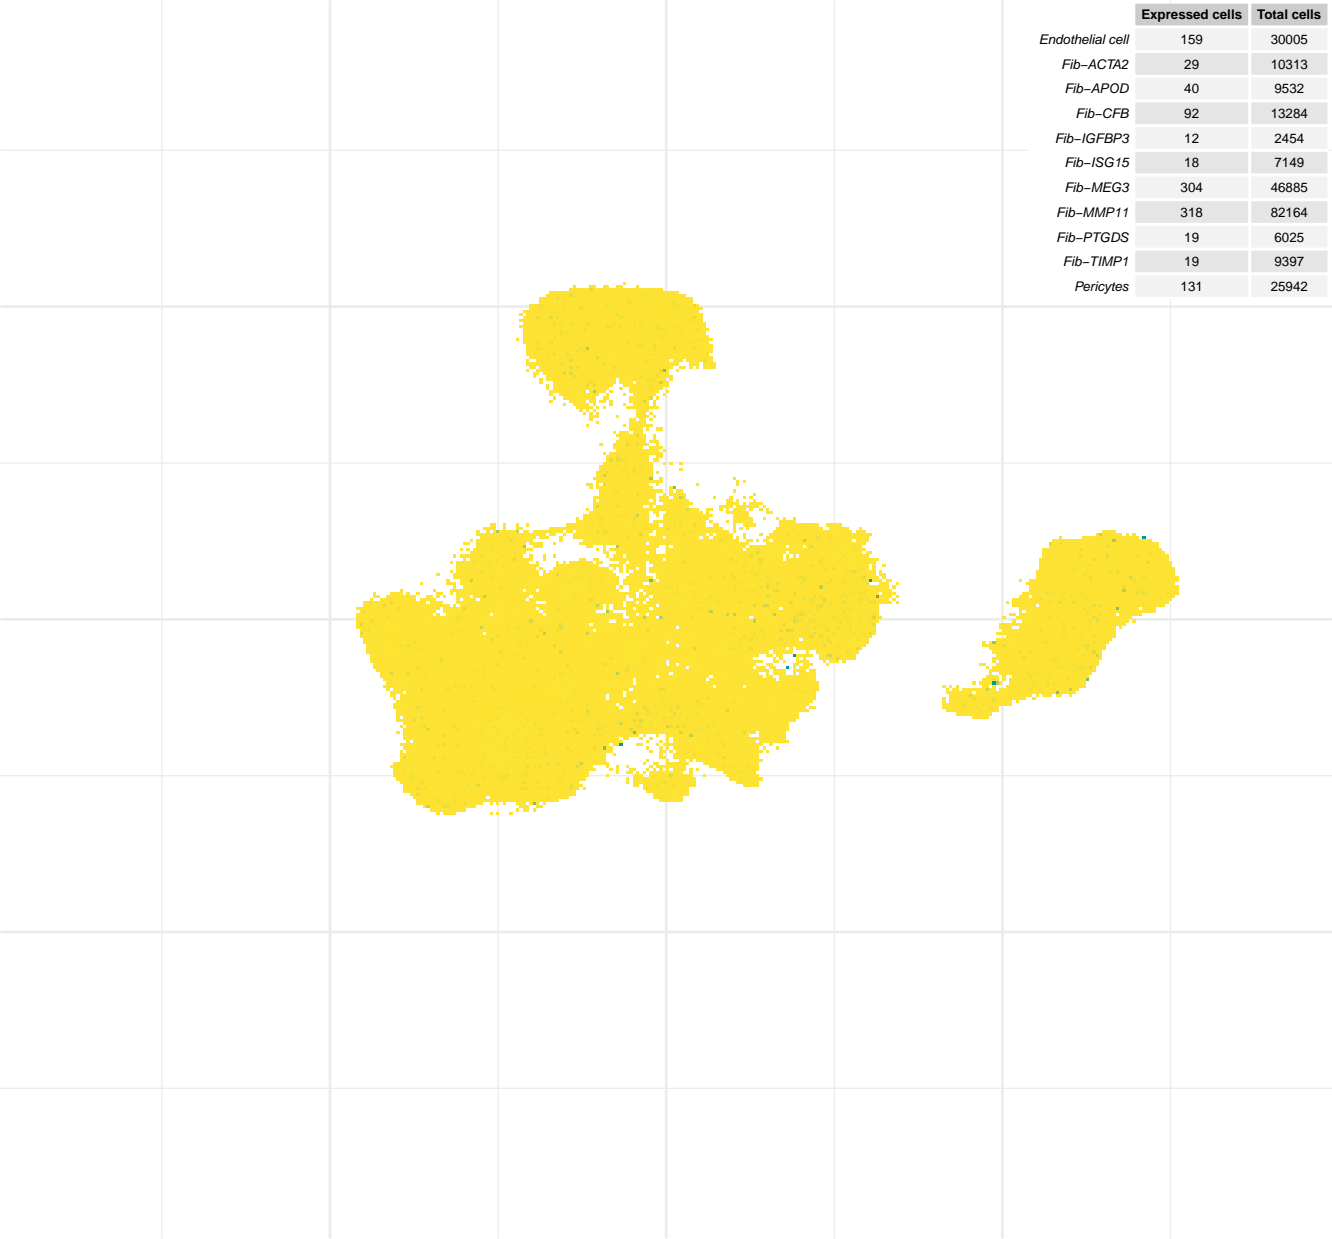 Expressed cells Total cells
Endothelial cell 159 30005
Fib−ACTA2 29 10313
Fib−APOD 40 9532
Fib−CFB 92 13284
Fib−IGFBP3 12 2454
Fib−ISG15 18 7149
Fib−MEG3 304 46885
Fib−MMP11 318 82164
Fib−PTGDS 19 6025
Fib−TIMP1 19 9397
Pericytes 131 25942